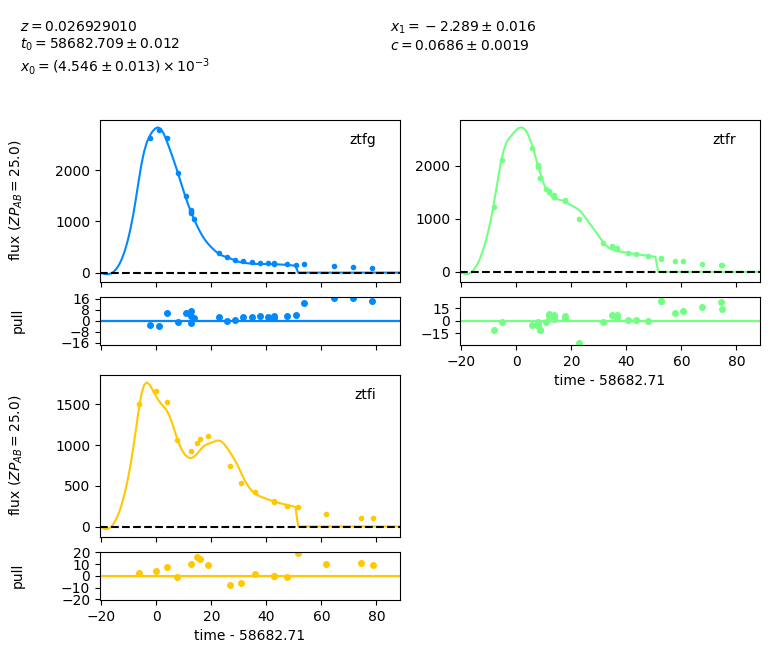 z = 0.026929010
t₀ = 58682.709 ± 0.012
x₀ = (4.546 ± 0.013) × 10⁻³
x₁ = −2.289 ± 0.016
c = 0.0686 ± 0.0019
flux (ZP_AB = 25.0)
2000
1000
0
ztfg
pull
16
8
0
−8
−16
2000
1000
0
ztfr
15
0
−15
−20
0
20
40
60
80
time - 58682.71
flux (ZP_AB = 25.0)
1500
1000
500
0
ztfi
pull
20
10
0
−10
−20
−20
0
20
40
60
80
time - 58682.71